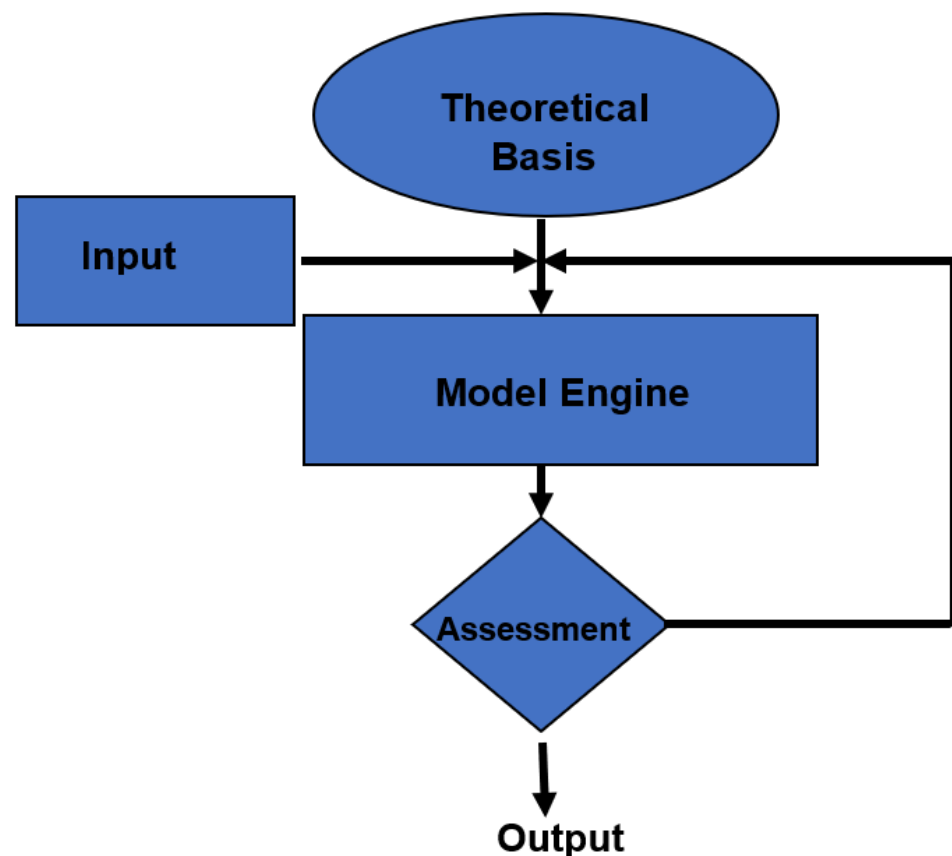 Theoretical
Basis
Input
Model Engine
Assessment
Output